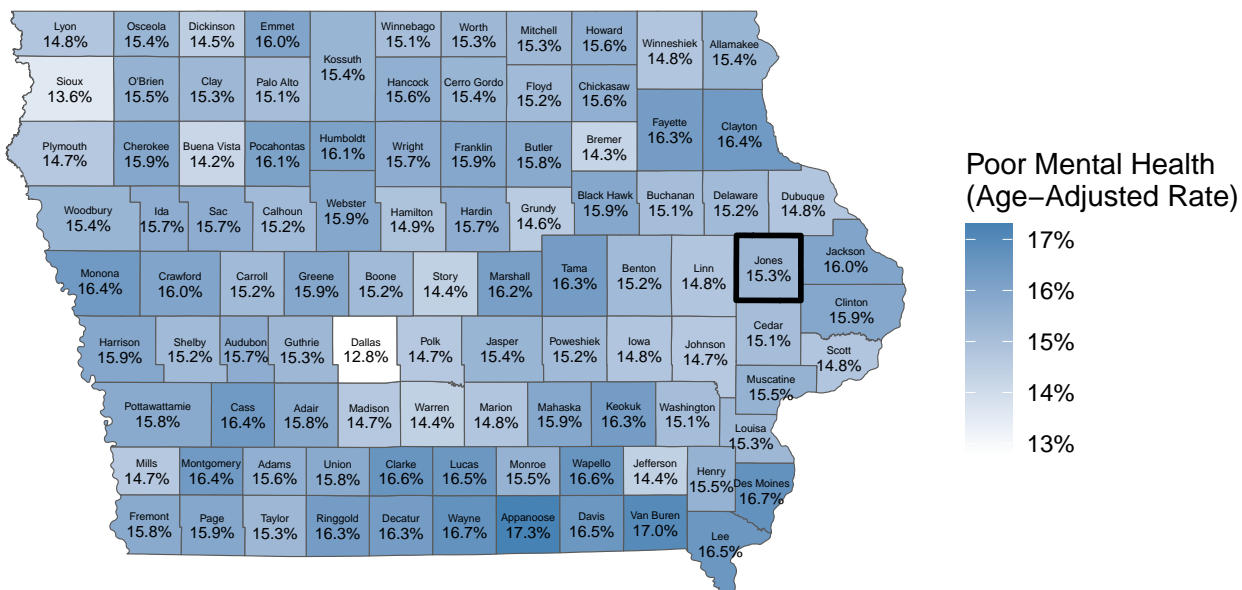 Lyon
14.8%
Osceola
15.4%
Dickinson
14.5%
Emmet
16.0%
Kossuth
15.4%
Winnebago
15.1%
Worth
15.3%
Mitchell
15.3%
Howard
15.6%
Winneshiek
14.8%
Allamakee
15.4%
Sioux
13.6%
O'Brien
15.5%
Clay
15.3%
Palo Alto
15.1%
Hancock
15.6%
Cerro Gordo
15.4%
Floyd
15.2%
Chickasaw
15.6%
Fayette
16.3%
Clayton
16.4%
Plymouth
14.7%
Cherokee
15.9%
Buena Vista
14.2%
Pocahontas
16.1%
Humboldt
16.1%
Wright
15.7%
Franklin
15.9%
Butler
15.8%
Bremer
14.3%
Woodbury
15.4%
Ida
15.7%
Sac
15.7%
Calhoun
15.2%
Webster
15.9%
Hamilton
14.9%
Hardin
15.7%
Grundy
14.6%
Black Hawk
15.9%
Buchanan
15.1%
Delaware
15.2%
Dubuque
14.8%
Monona
16.4%
Crawford
16.0%
Carroll
15.2%
Greene
15.9%
Boone
15.2%
Story
14.4%
Marshall
16.2%
Tama
16.3%
Benton
15.2%
Linn
14.8%
Jones
15.3%
Jackson
16.0%
Clinton
15.9%
Harrison
15.9%
Shelby
15.2%
Audubon
15.7%
Guthrie
15.3%
Dallas
12.8%
Polk
14.7%
Jasper
15.4%
Poweshiek
15.2%
Iowa
14.8%
Johnson
14.7%
Cedar
15.1%
Scott
14.8%
Muscatine
15.5%
Pottawattamie
15.8%
Cass
16.4%
Adair
15.8%
Madison
14.7%
Warren
14.4%
Marion
14.8%
Mahaska
15.9%
Keokuk
16.3%
Washington
15.1%
Louisa
15.3%
Mills
14.7%
Montgomery
16.4%
Adams
15.6%
Union
15.8%
Clarke
16.6%
Lucas
16.5%
Monroe
15.5%
Wapello
16.6%
Jefferson
14.4%
Henry
15.5%
Des Moines
16.7%
Fremont
15.8%
Page
15.9%
Taylor
15.3%
Ringgold
16.3%
Decatur
16.3%
Wayne
16.7%
Appanoose
17.3%
Davis
16.5%
Van Buren
17.0%
Lee
16.5%
Poor Mental Health
(Age−Adjusted Rate)
17%
16%
15%
14%
13%